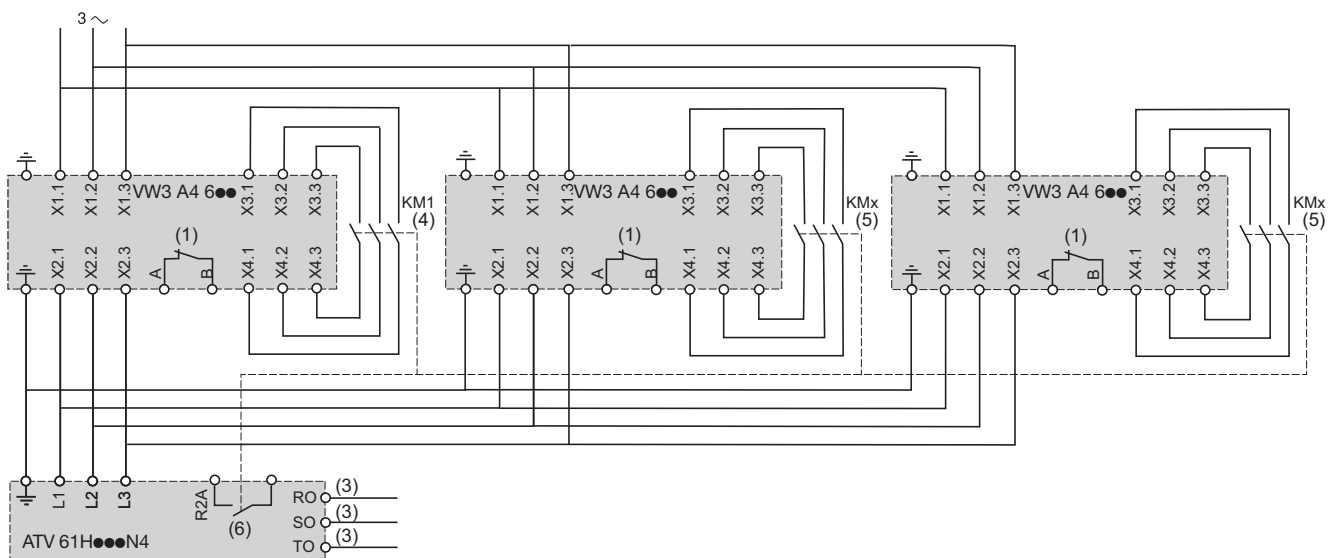 3 ~
X1.1 X1.2 X1.3 VW3 A4 6●● X3.1 X3.2 X3.3
KM1
(4)
(1)
X2.1 X2.2 X2.3 A B X4.1 X4.2 X4.3
X1.1 X1.2 X1.3 VW3 A4 6●● X3.1 X3.2 X3.3
KMx
(5)
(1)
X2.1 X2.2 X2.3 A B X4.1 X4.2 X4.3
X1.1 X1.2 X1.3 VW3 A4 6●● X3.1 X3.2 X3.3
KMx
(5)
(1)
X2.1 X2.2 X2.3 A B X4.1 X4.2 X4.3
L1 L2 L3 R2A
(6)
RO (3)
SO (3)
TO (3)
ATV 61H●●●N4